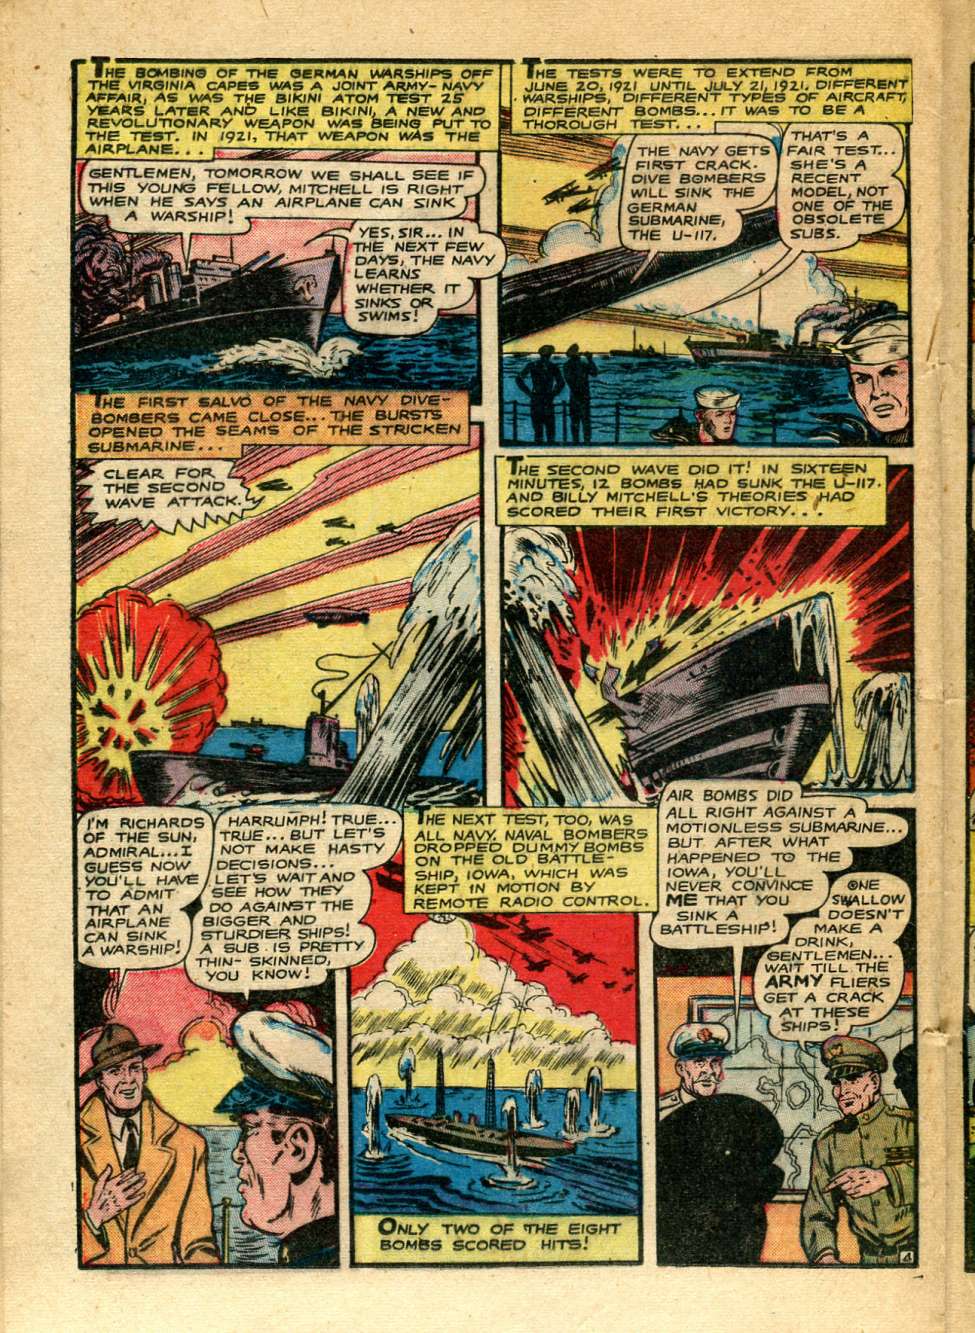 THE BOMBING OF THE GERMAN WARSHIPS OFF
THE VIRGINIA CAPES WAS A JOINT ARMY-NAVY
AFFAIR, AS WAS THE BIKINI ATOM TEST 25
YEARS LATER AND LIKE BIKINI, A NEW AND
REVOLUTIONARY WEAPON WAS BEING PUT TO
THE TEST. IN 1921, THAT WEAPON WAS THE
AIRPLANE...
GENTLEMEN, TOMORROW WE SHALL SEE IF
THIS YOUNG FELLOW, MITCHELL IS RIGHT
WHEN HE SAYS AN AIRPLANE CAN SINK
A WARSHIP!
YES, SIR... IN
THE NEXT FEW
DAYS, THE NAVY
LEARNS
WHETHER IT
SINKS OR
SWIMS!
THE TESTS WERE TO EXTEND FROM
JUNE 20, 1921 UNTIL JULY 21, 1921. DIFFERENT
WARSHIPS, DIFFERENT TYPES OF AIRCRAFT,
DIFFERENT BOMBS... IT WAS TO BE A
THOROUGH TEST...
THE NAVY GETS
FIRST CRACK.
DIVE BOMBERS
WILL SINK THE
GERMAN
SUBMARINE,
THE U-117.
THAT'S A
FAIR TEST...
SHE'S A
RECENT
MODEL, NOT
ONE OF THE
OBSOLETE
SUBS.
THE FIRST SALVO OF THE NAVY DIVE-
BOMBERS CAME CLOSE... THE BURSTS
OPENED THE SEAMS OF THE STRICKEN
SUBMARINE...
CLEAR FOR
THE SECOND
WAVE ATTACK.
THE SECOND WAVE DID IT! IN SIXTEEN
MINUTES, 12 BOMBS HAD SUNK THE U-117.
AND BILLY MITCHELL'S THEORIES HAD
SCORED THEIR FIRST VICTORY...
I'M RICHARDS
OF THE SUN,
ADMIRAL...I
GUESS NOW
YOU'LL HAVE
TO ADMIT
THAT AN
AIRPLANE
CAN SINK
A WARSHIP!
HARRUMPH! TRUE...
TRUE... BUT LET'S
NOT MAKE HASTY
DECISIONS...
LET'S WAIT AND
SEE HOW THEY
DO AGAINST THE
BIGGER AND
STURDIER SHIPS!
A SUB IS PRETTY
THIN-SKINNED,
YOU KNOW!
THE NEXT TEST, TOO, WAS
ALL NAVY. NAVAL BOMBERS
DROPPED DUMMY BOMBS
ON THE OLD BATTLE-
SHIP, IOWA, WHICH WAS
KEPT IN MOTION BY
REMOTE RADIO CONTROL.
ONLY TWO OF THE EIGHT
BOMBS SCORED HITS!
AIR BOMBS DID
ALL RIGHT AGAINST A
MOTIONLESS SUBMARINE...
BUT AFTER WHAT
HAPPENED TO THE
IOWA, YOU'LL
NEVER CONVINCE
ME THAT YOU
SINK A
BATTLESHIP!
ONE
SWALLOW
DOESN'T
MAKE A
DRINK,
GENTLEMEN...
WAIT TILL THE
ARMY FLIERS
GET A CRACK
AT THESE
SHIPS!
4